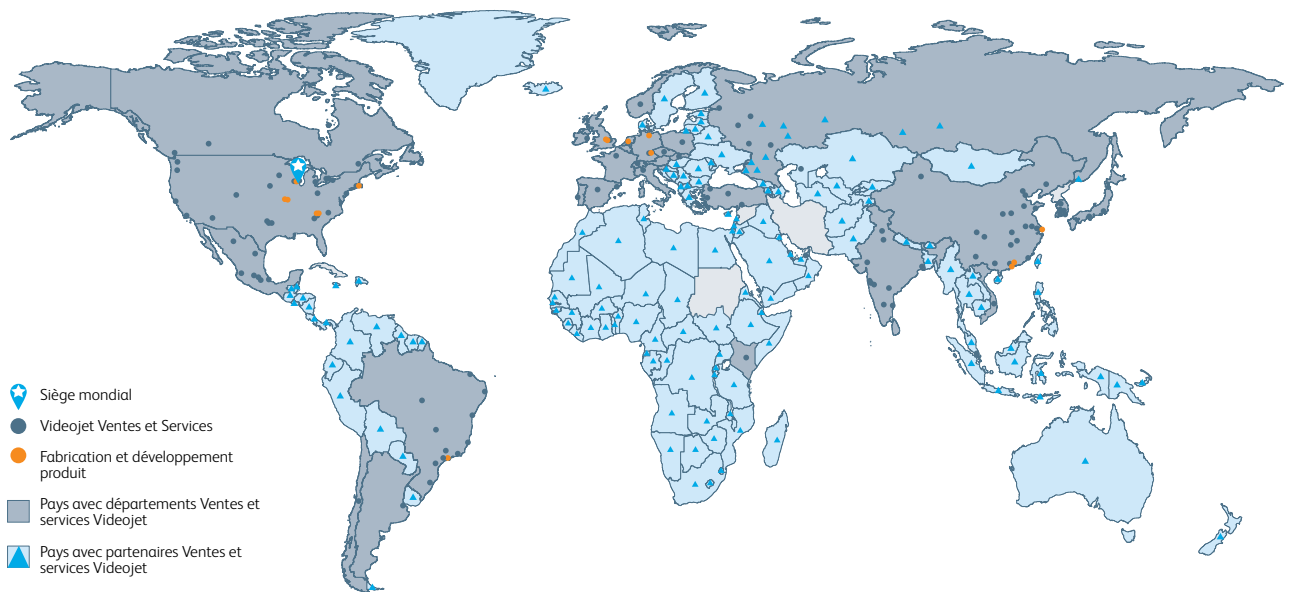 Siège mondial
Videojet Ventes et Services
Fabrication et développement
produit
Pays avec départements Ventes et
services Videojet
Pays avec partenaires Ventes et
services Videojet